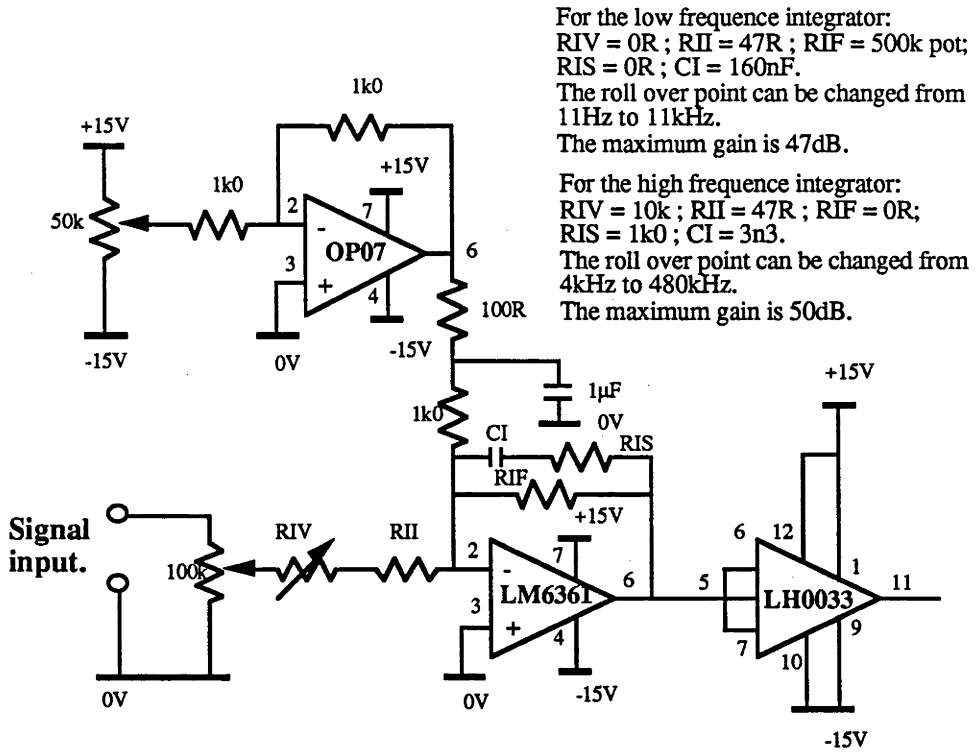 For the low frequence integrator:
RIV = 0R ; RII = 47R ; RIF = 500k pot;
RIS = 0R ; CI = 160nF.
The roll over point can be changed from
11Hz to 11kHz.
The maximum gain is 47dB.
For the high frequence integrator:
RIV = 10k ; RII = 47R ; RIF = 0R;
RIS = 1k0 ; CI = 3n3.
The roll over point can be changed from
4kHz to 480kHz.
The maximum gain is 50dB.
1k0
+15V
+15V
1k0
50k
2
7
-
OP07
6
3
+
4
100R
-15V
0V
-15V
1µF
0V
+15V
1k0
CI
RIS
RIF
+15V
Signal
input.
RIV
RII
100k
2
7
-
LM6361
6
3
+
4
0V
0V
-15V
6
12
5
1
LH0033
11
7
9
10
-15V